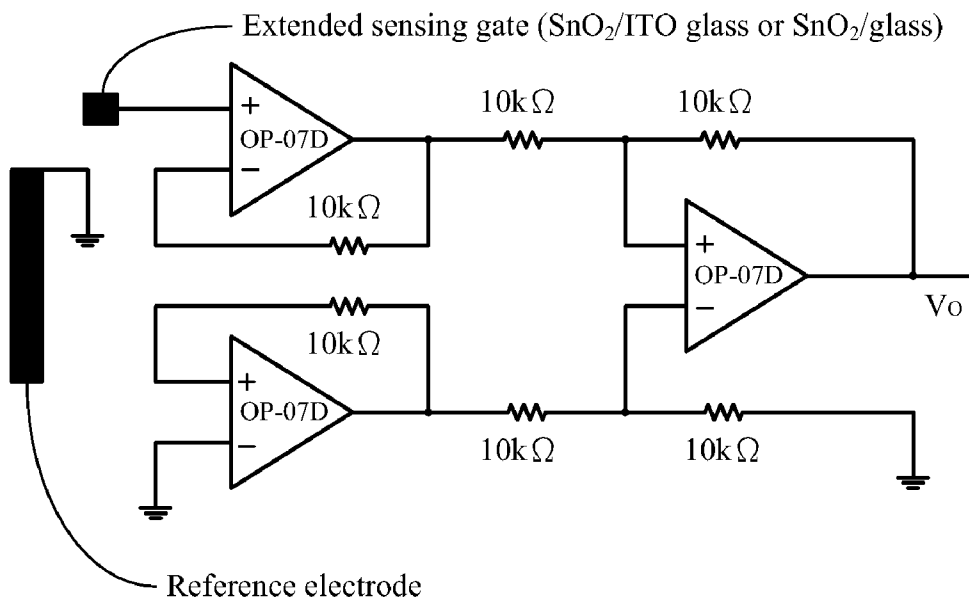 Extended sensing gate (SnO₂/ITO glass or SnO₂/glass)
10kΩ
10kΩ
+
OP-07D
−
10kΩ
+
OP-07D
−
VO
10kΩ
+
OP-07D
−
10kΩ
10kΩ
Reference electrode